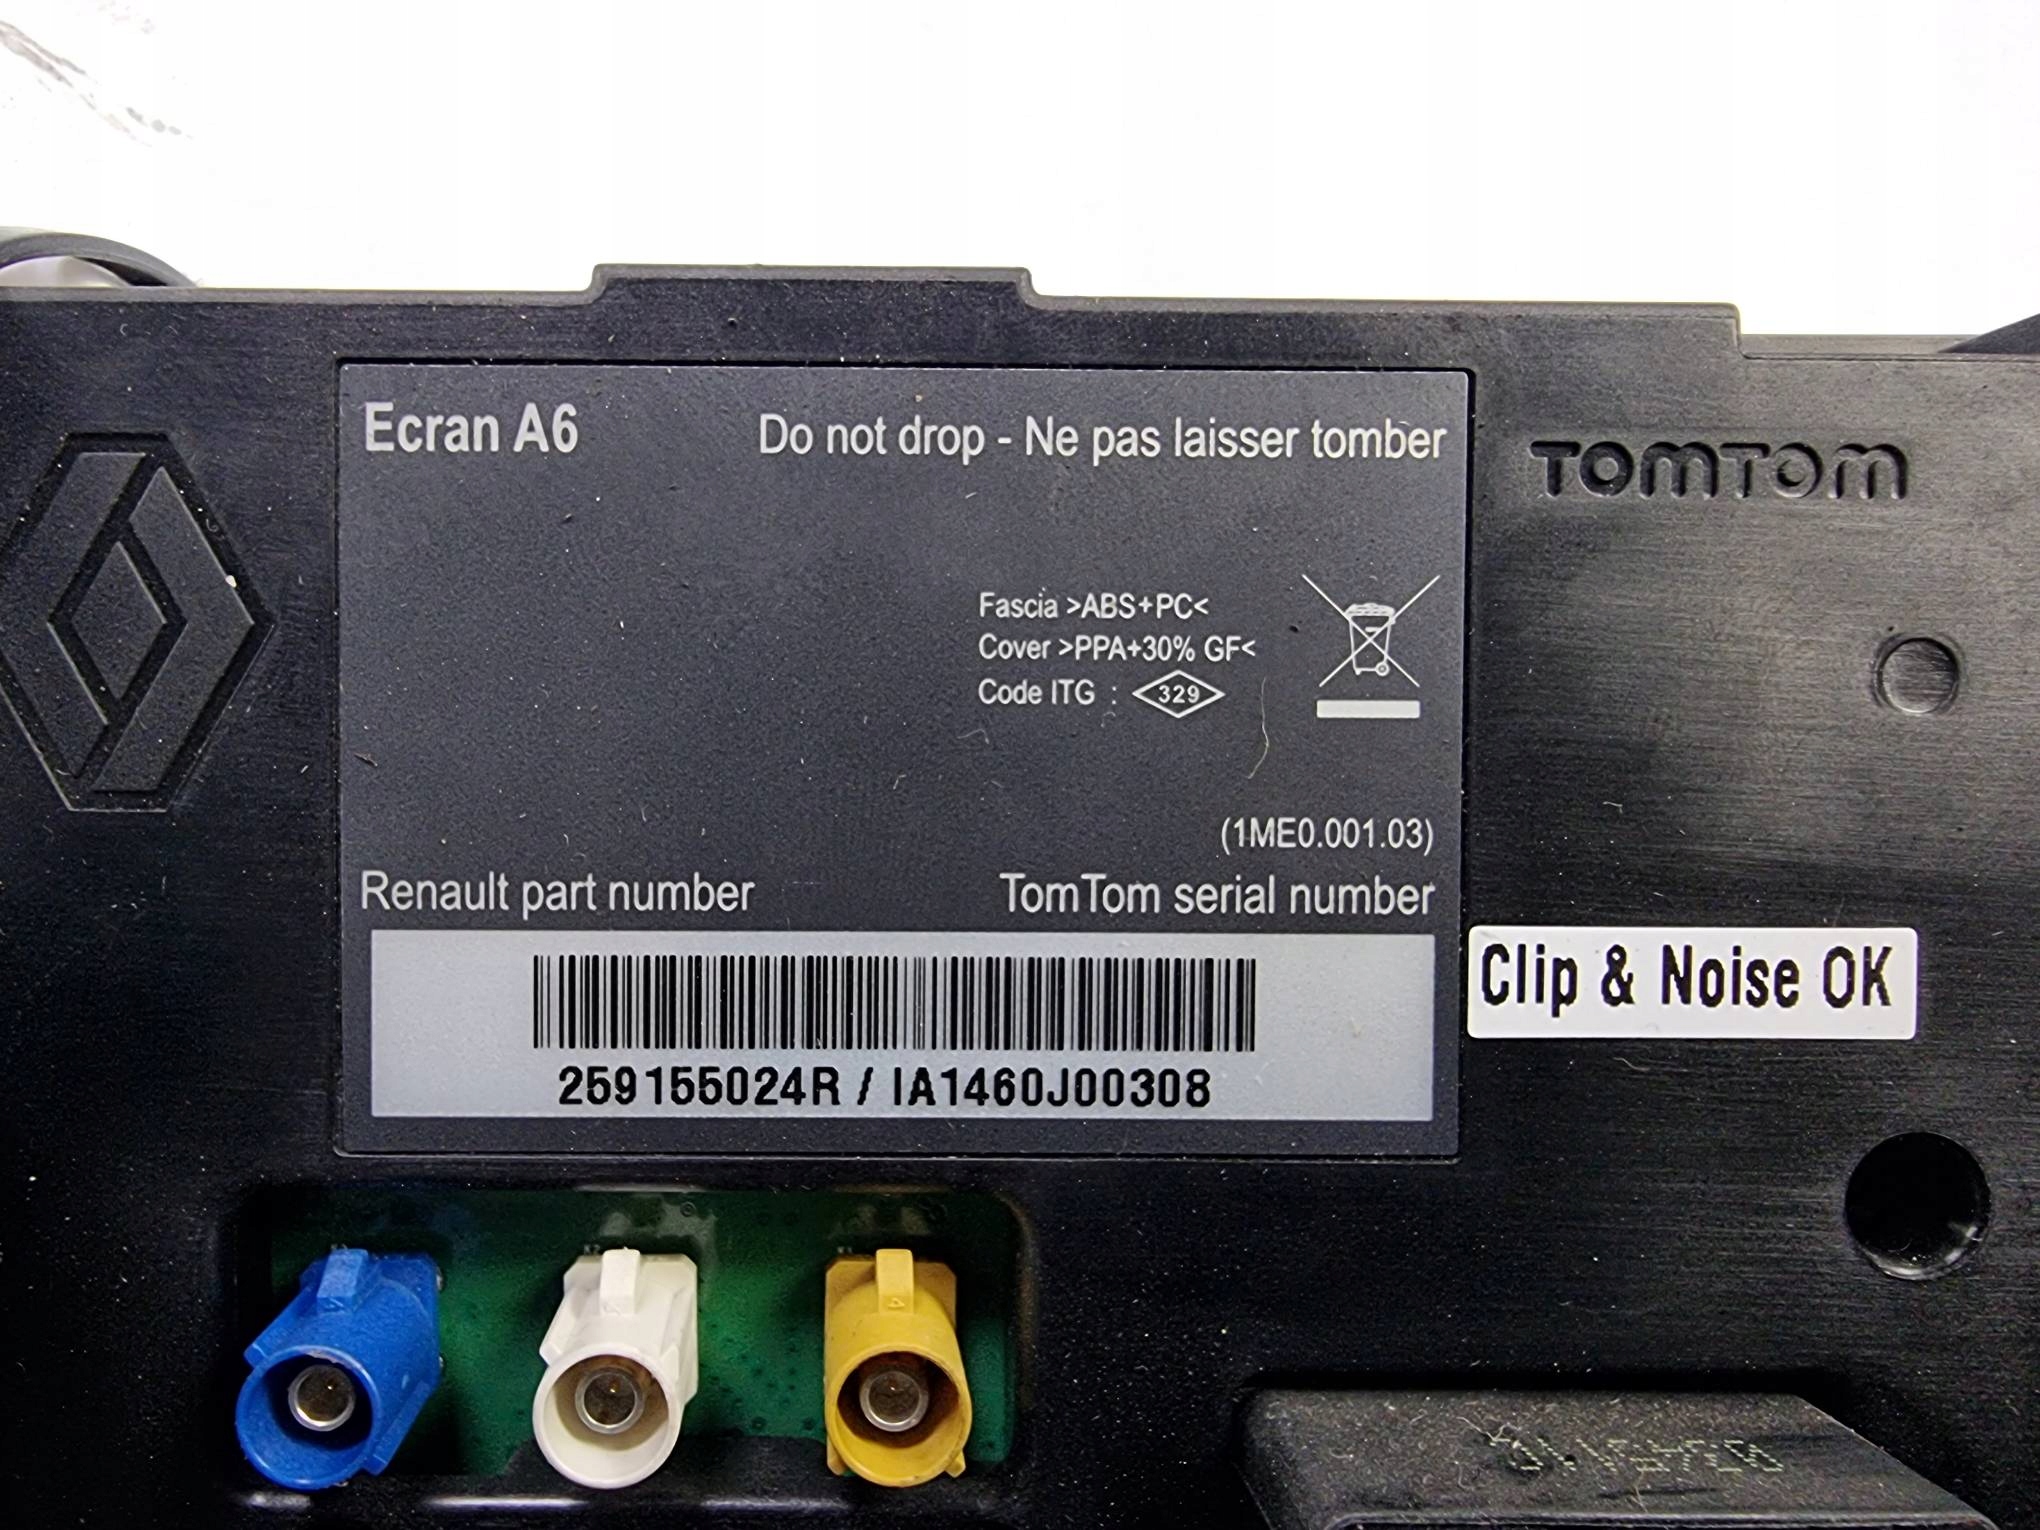 Ecran A6
Do not drop - Ne pas laisser tomber
TOMTOM
Fascia >ABS+PC<
Cover >PPA+30% GF<
Code ITG : 329
(1ME0.001.03)
Renault part number
TomTom serial number
Clip & Noise OK
259155024R / IA1460J00308